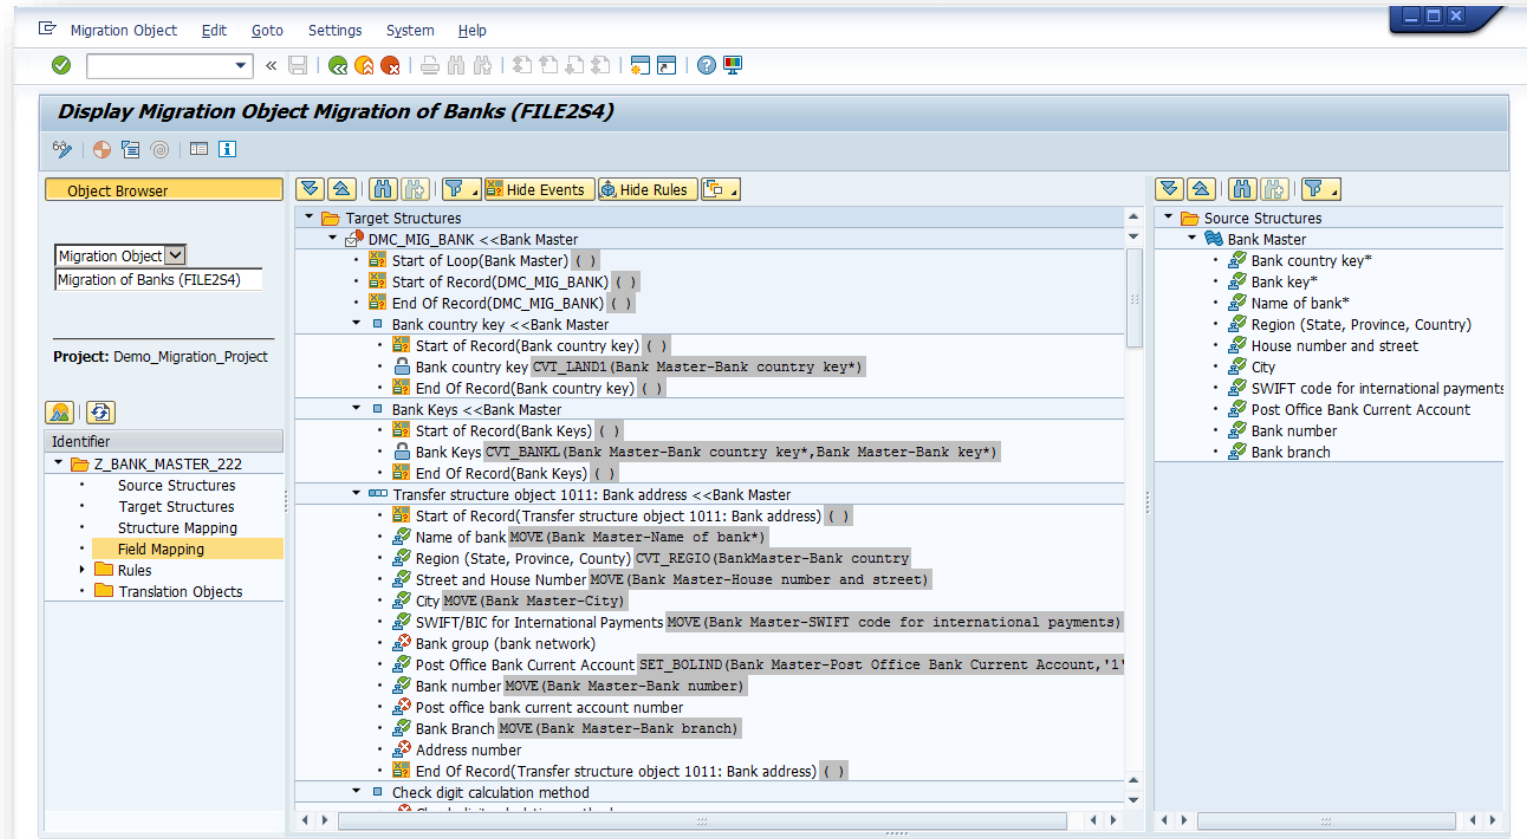 Migration Object Edit Goto Settings System Help
Display Migration Object Migration of Banks (FILE2S4)
Object Browser
Migration Object
Migration of Banks (FILE2S4)
Project: Demo_Migration_Project
Identifier
Z_BANK_MASTER_222
Source Structures
Target Structures
Structure Mapping
Field Mapping
Rules
Translation Objects
Hide Events Hide Rules
Target Structures
DMC_MIG_BANK <<Bank Master
Start of Loop(Bank Master) ( )
Start of Record(DMC_MIG_BANK) ( )
End Of Record(DMC_MIG_BANK) ( )
Bank country key <<Bank Master
Start of Record(Bank country key) ( )
Bank country key CVT_LAND1(Bank Master-Bank country key*)
End Of Record(Bank country key) ( )
Bank Keys <<Bank Master
Start of Record(Bank Keys) ( )
Bank Keys CVT_BANKL(Bank Master-Bank country key*,Bank Master-Bank key*)
End Of Record(Bank Keys) ( )
Transfer structure object 1011: Bank address <<Bank Master
Start of Record(Transfer structure object 1011: Bank address) ( )
Name of bank MOVE(Bank Master-Name of bank*)
Region (State, Province, County) CVT_REGIO(BankMaster-Bank country
Street and House Number MOVE(Bank Master-House number and street)
City MOVE(Bank Master-City)
SWIFT/BIC for International Payments MOVE(Bank Master-SWIFT code for international payments)
Bank group (bank network)
Post Office Bank Current Account SET_BOLIND(Bank Master-Post Office Bank Current Account,'1'
Bank number MOVE(Bank Master-Bank number)
Post office bank current account number
Bank Branch MOVE(Bank Master-Bank branch)
Address number
End Of Record(Transfer structure object 1011: Bank address) ( )
Check digit calculation method
Source Structures
Bank Master
Bank country key*
Bank key*
Name of bank*
Region (State, Province, Country)
House number and street
City
SWIFT code for international payments
Post Office Bank Current Account
Bank number
Bank branch